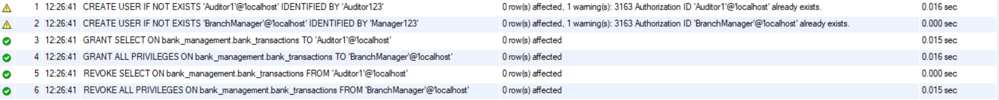 1 12:26:41 CREATE USER IF NOT EXISTS 'Auditor1'@'localhost' IDENTIFIED BY 'Auditor123' 0 row(s) affected, 1 warning(s): 3163 Authorization ID 'Auditor1'@'localhost' already exists. 0.016 sec
2 12:26:41 CREATE USER IF NOT EXISTS 'BranchManager'@'localhost' IDENTIFIED BY 'Manager123' 0 row(s) affected, 1 warning(s): 3163 Authorization ID 'BranchManager'@'localhost' already exists. 0.000 sec
3 12:26:41 GRANT SELECT ON bank_management.bank_transactions TO 'Auditor1'@'localhost' 0 row(s) affected 0.015 sec
4 12:26:41 GRANT ALL PRIVILEGES ON bank_management.bank_transactions TO 'BranchManager'@'localhost' 0 row(s) affected 0.016 sec
5 12:26:41 REVOKE SELECT ON bank_management.bank_transactions FROM 'Auditor1'@'localhost' 0 row(s) affected 0.000 sec
6 12:26:41 REVOKE ALL PRIVILEGES ON bank_management.bank_transactions FROM 'BranchManager'@'localhost' 0 row(s) affected 0.015 sec